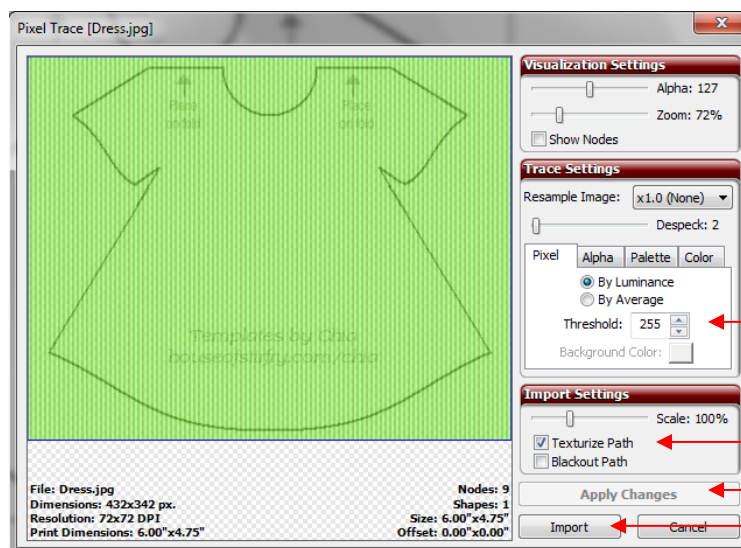 Pixel Trace [Dress.jpg]
x
Place
on fold
Place
on fold
Templates by Chia
houseofstirfry.com/chia
File: Dress.jpg
Dimensions: 432x342 px.
Resolution: 72x72 DPI
Print Dimensions: 6.00"x4.75"
Nodes: 9
Shapes: 1
Size: 6.00"x4.75"
Offset: 0.00"x0.00"
Visualization Settings
Alpha: 127
Zoom: 72%
Show Nodes
Trace Settings
Resample Image: x1.0 (None)
Despeck: 2
Pixel Alpha Palette Color
By Luminance
By Average
Threshold: 255
Background Color:
Import Settings
Scale: 100%
Texturize Path
Blackout Path
Apply Changes
Import Cancel